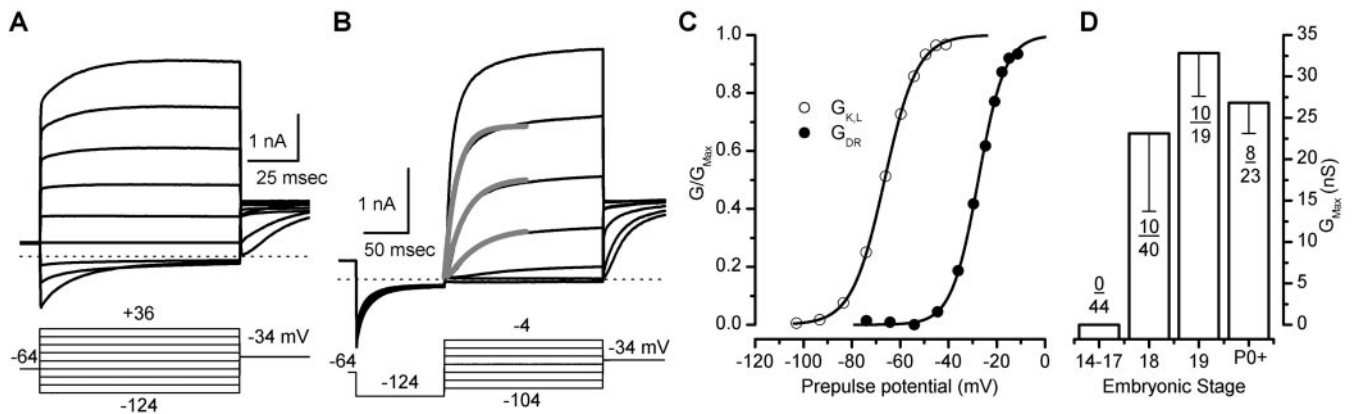 A
1 nA
25 msec
+36
-64
-34 mV
-124
B
1 nA
50 msec
-4
-64
-34 mV
-124
-104
C
-120 -100 -80 -60 -40 -20 0
1.0
0.8
0.6
0.4
0.2
0.0
G/G_Max
G_K,L
G_DR
Prepulse potential (mV)
D
35
30
25
20
15
10
5
0
G_Max (nS)
0
44
10
40
10
19
8
23
14-17 18 19 P0+
Embryonic Stage